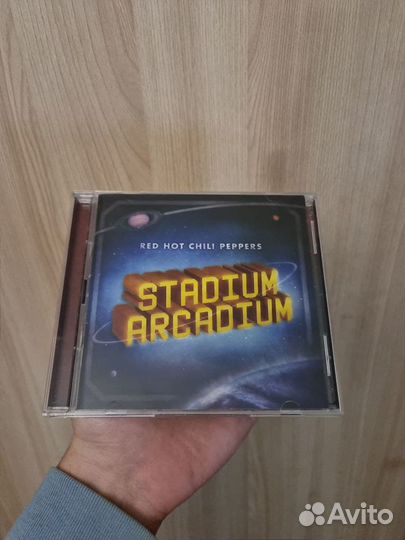 RED HOT CHILI PEPPERS
STADIUM
ARCADIUM
Avito